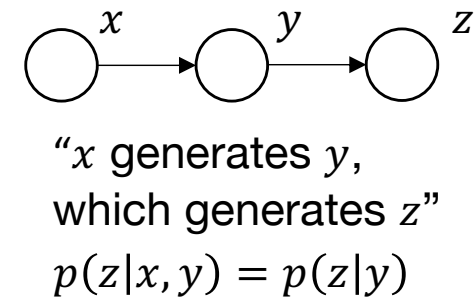 x y z
“x generates y,
which generates z”
p(z|x, y) = p(z|y)